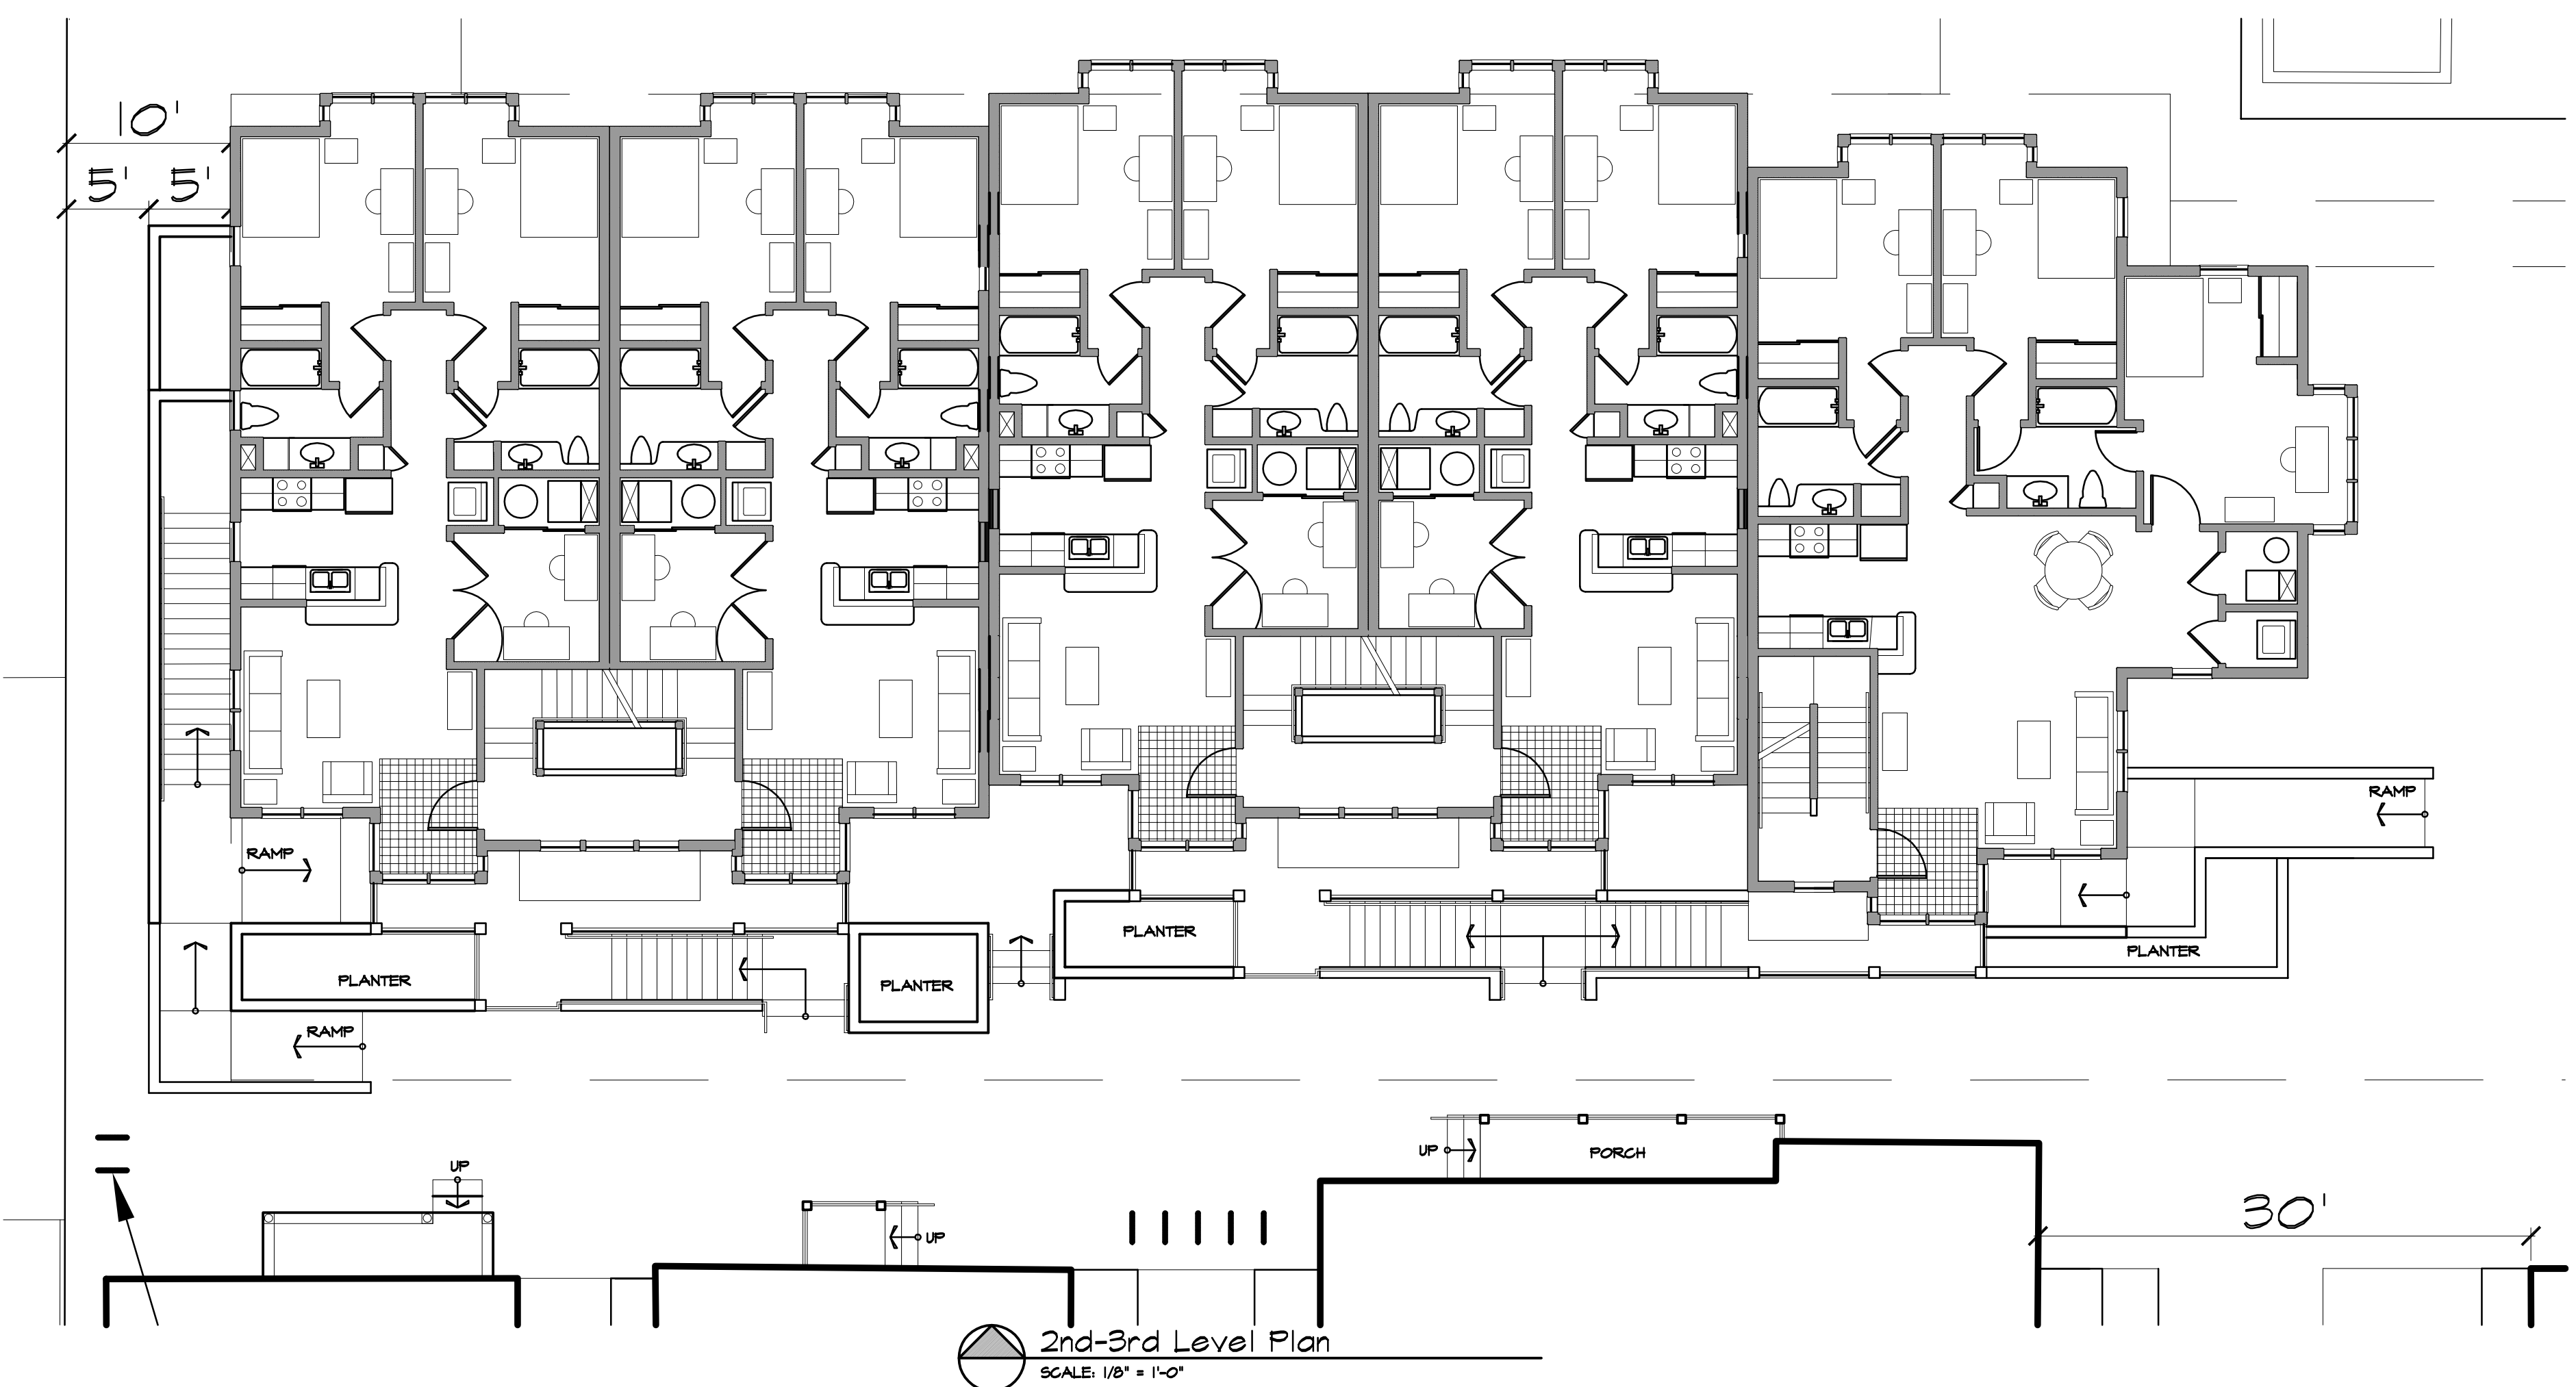 10'
5' 5'
RAMP
RAMP
PLANTER
PLANTER
PLANTER
PLANTER
RAMP
UP
UP
PORCH
UP
30'
2nd-3rd Level Plan
SCALE: 1/8" = 1'-0"